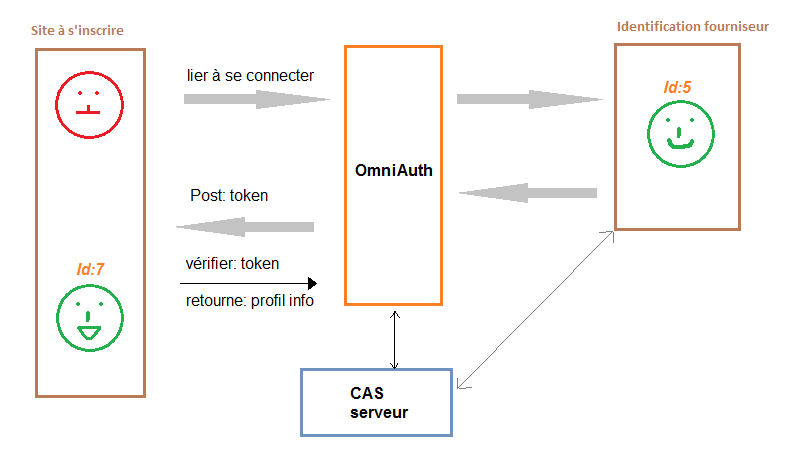 Site à s'inscrire
Identification fourniseur
lier à se connecter
Id:5
OmniAuth
Post: token
vérifier: token
Id:7
retourne: profil info
CAS
serveur